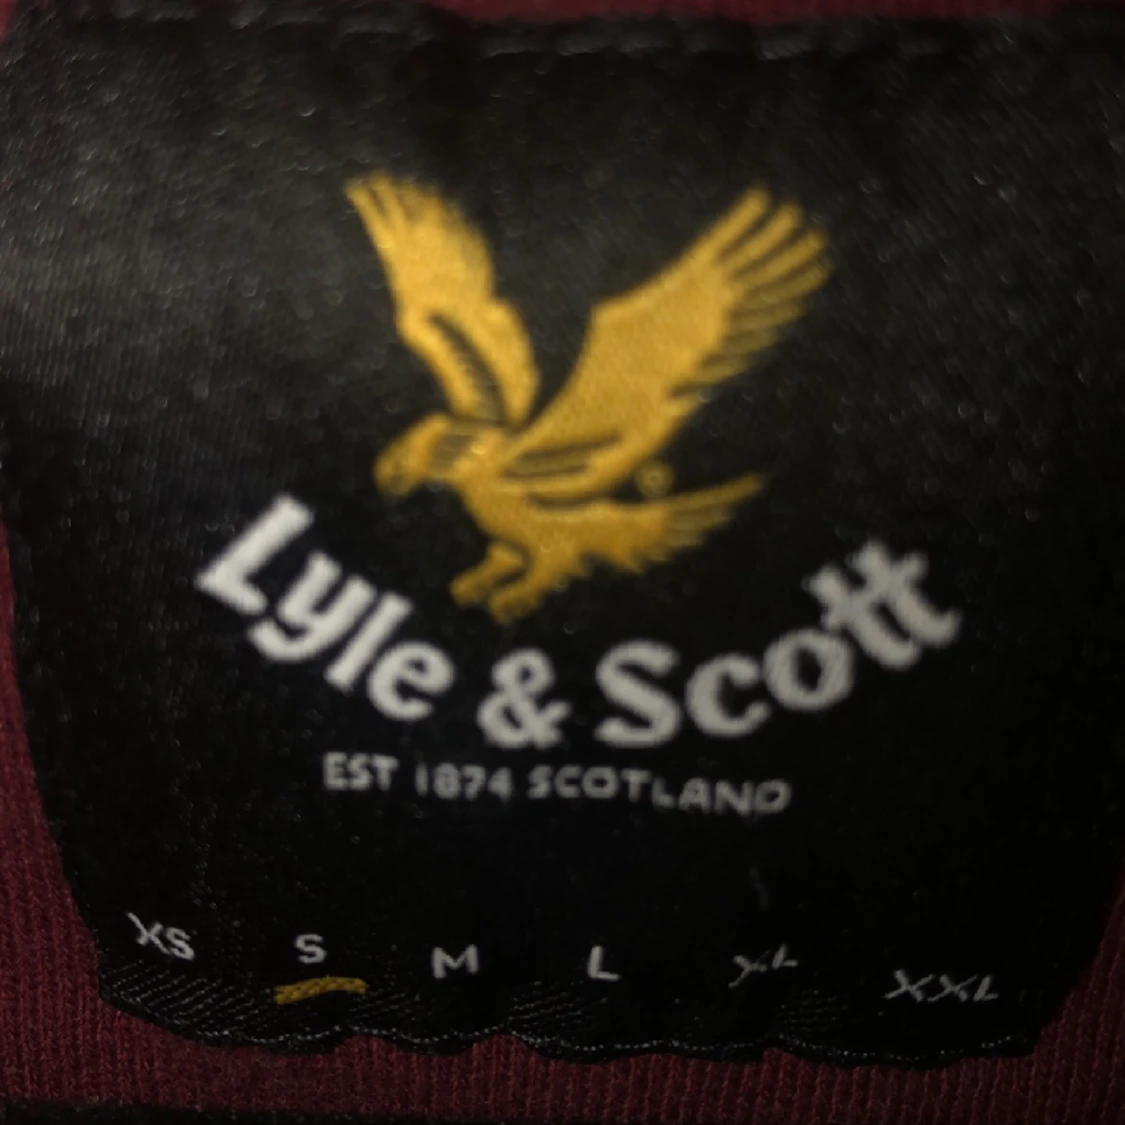 Lyle & Scott
EST 1874 SCOTLAND
XS S M L XL XXL